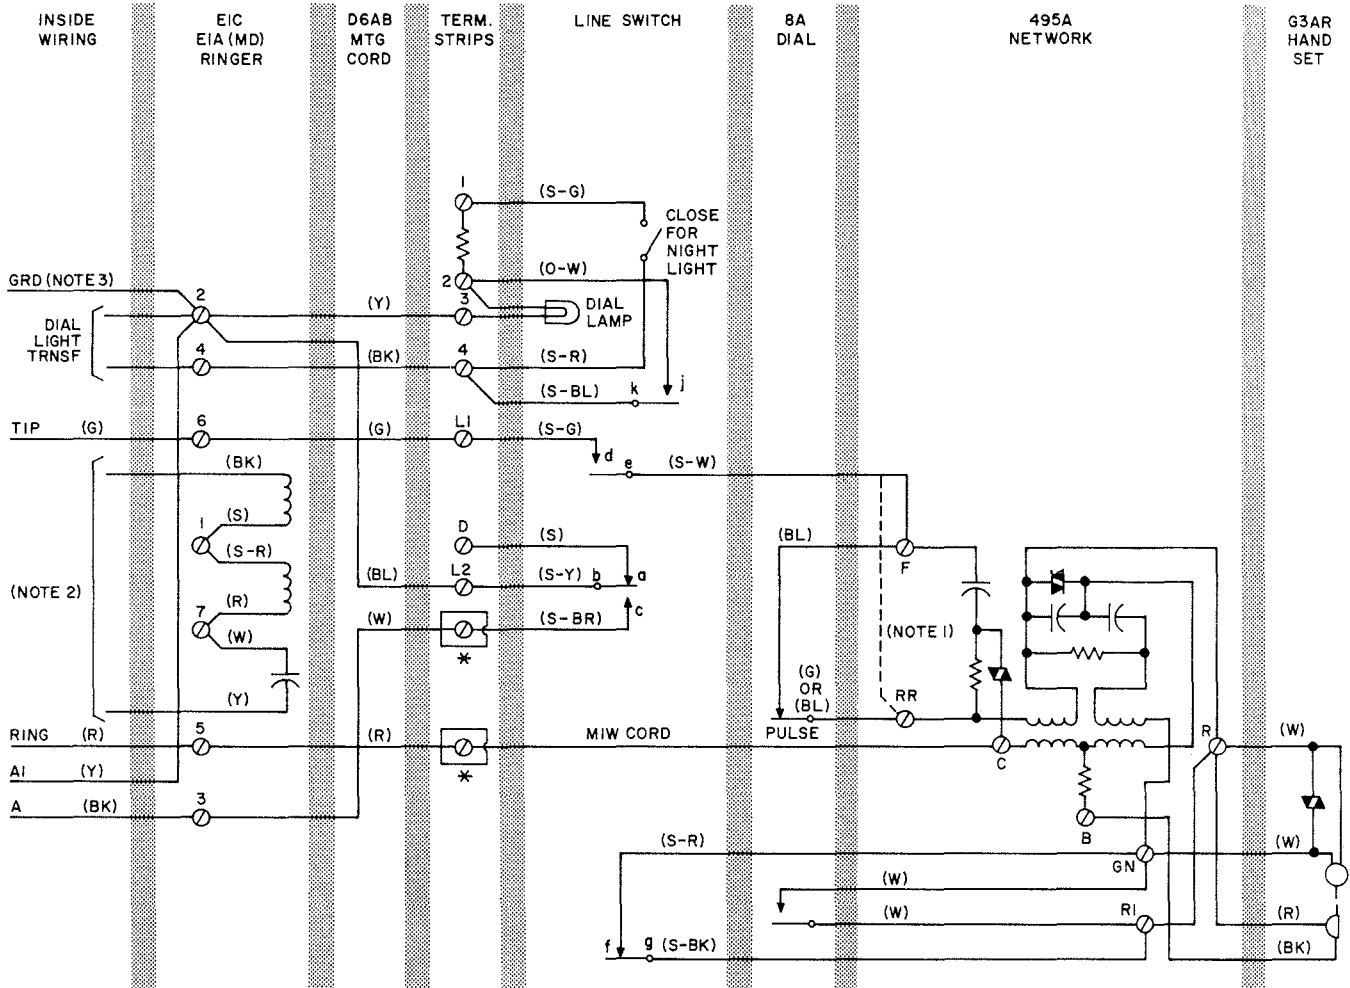 INSIDE
WIRING
EIC
EIA (MD)
RINGER
D6AB
MTG
CORD
TERM.
STRIPS
LINE SWITCH
8A
DIAL
495A
NETWORK
G3AR
HAND
SET
1
(S-G)
CLOSE
FOR
NIGHT
LIGHT
GRD (NOTE 3)
2
(O-W)
2
(Y)
3
DIAL
LAMP
DIAL
LIGHT
TRNSF
4
(BK)
4
(S-R)
(S-BL)
k
j
TIP
(G)
6
(G)
L1
(S-G)
d
e
(S-W)
(BK)
(S)
1
(S-R)
D
(S)
(BL)
F
(NOTE 2)
(BL)
L2
(S-Y)
b
a
c
(R)
7
(W)
(W)
(S-BR)
*
(NOTE 1)
(Y)
(G)
OR
(BL)
RR
PULSE
RING
(R)
5
(R)
*
MIW CORD
C
R
(W)
A1
(Y)
A
(BK)
3
B
(S-R)
GN
(W)
(W)
(W)
R1
(R)
f
g
(S-BK)
(BK)